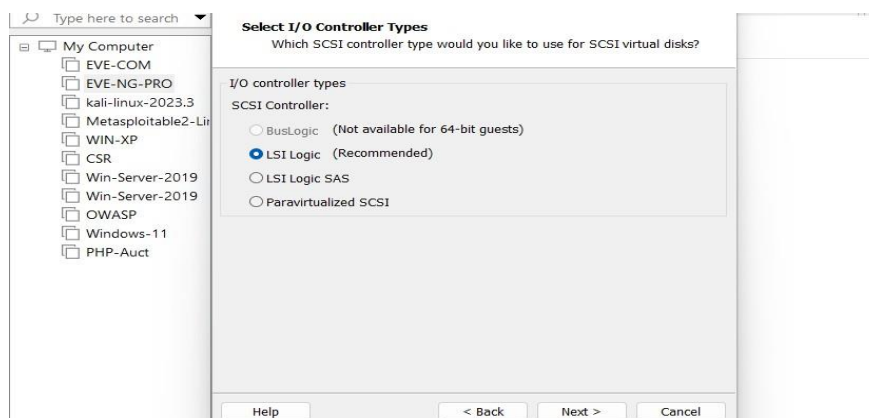 Type here to search
My Computer
EVE-COM
EVE-NG-PRO
kali-linux-2023.3
Metasploitable2-Lir
WIN-XP
CSR
Win-Server-2019
Win-Server-2019
OWASP
Windows-11
PHP-Auct
Select I/O Controller Types
Which SCSI controller type would you like to use for SCSI virtual disks?
I/O controller types
SCSI Controller:
BusLogic (Not available for 64-bit guests)
LSI Logic (Recommended)
LSI Logic SAS
Paravirtualized SCSI
Help < Back Next > Cancel